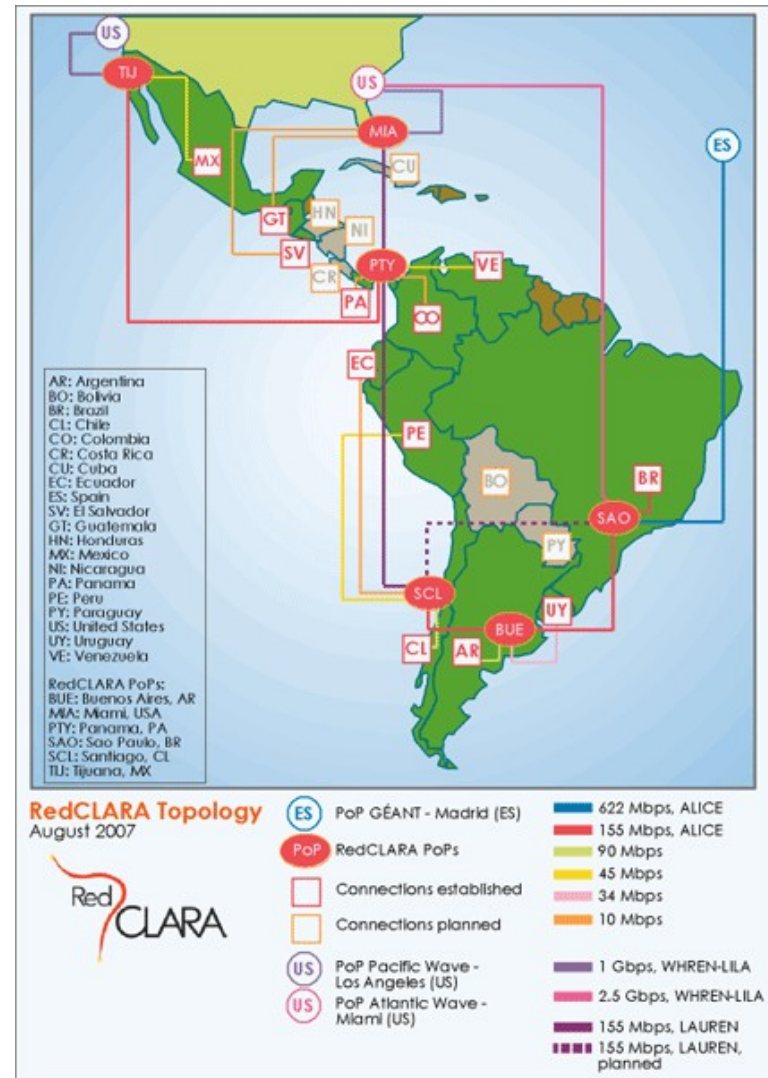 US
TIJ
US
MIA
ES
MX
CU
GT
HN
NI
SV
CR
PTY
VE
PA
CO
EC
PE
BO
BR
SAO
PY
SCL
UY
BUE
CL
AR
AR: Argentina
BO: Bolivia
BR: Brazil
CL: Chile
CO: Colombia
CR: Costa Rica
CU: Cuba
EC: Ecuador
ES: Spain
SV: El Salvador
GT: Guatemala
HN: Honduras
MX: Mexico
NI: Nicaragua
PA: Panama
PE: Peru
PY: Paraguay
US: United States
UY: Uruguay
VE: Venezuela
RedCLARA PoPs:
BUE: Buenos Aires, AR
MIA: Miami, USA
PTY: Panama, PA
SAO: Sao Paulo, BR
SCL: Santiago, CL
TIJ: Tijuana, MX
RedCLARA Topology
August 2007
Red
CLARA
ES PoP GÉANT - Madrid (ES)
PoP RedCLARA PoPs
Connections established
Connections planned
US PoP Pacific Wave -
Los Angeles (US)
US PoP Atlantic Wave -
Miami (US)
622 Mbps, ALICE
155 Mbps, ALICE
90 Mbps
45 Mbps
34 Mbps
10 Mbps
1 Gbps, WHREN-LILA
2.5 Gbps, WHREN-LILA
155 Mbps, LAUREN
155 Mbps, LAUREN,
planned